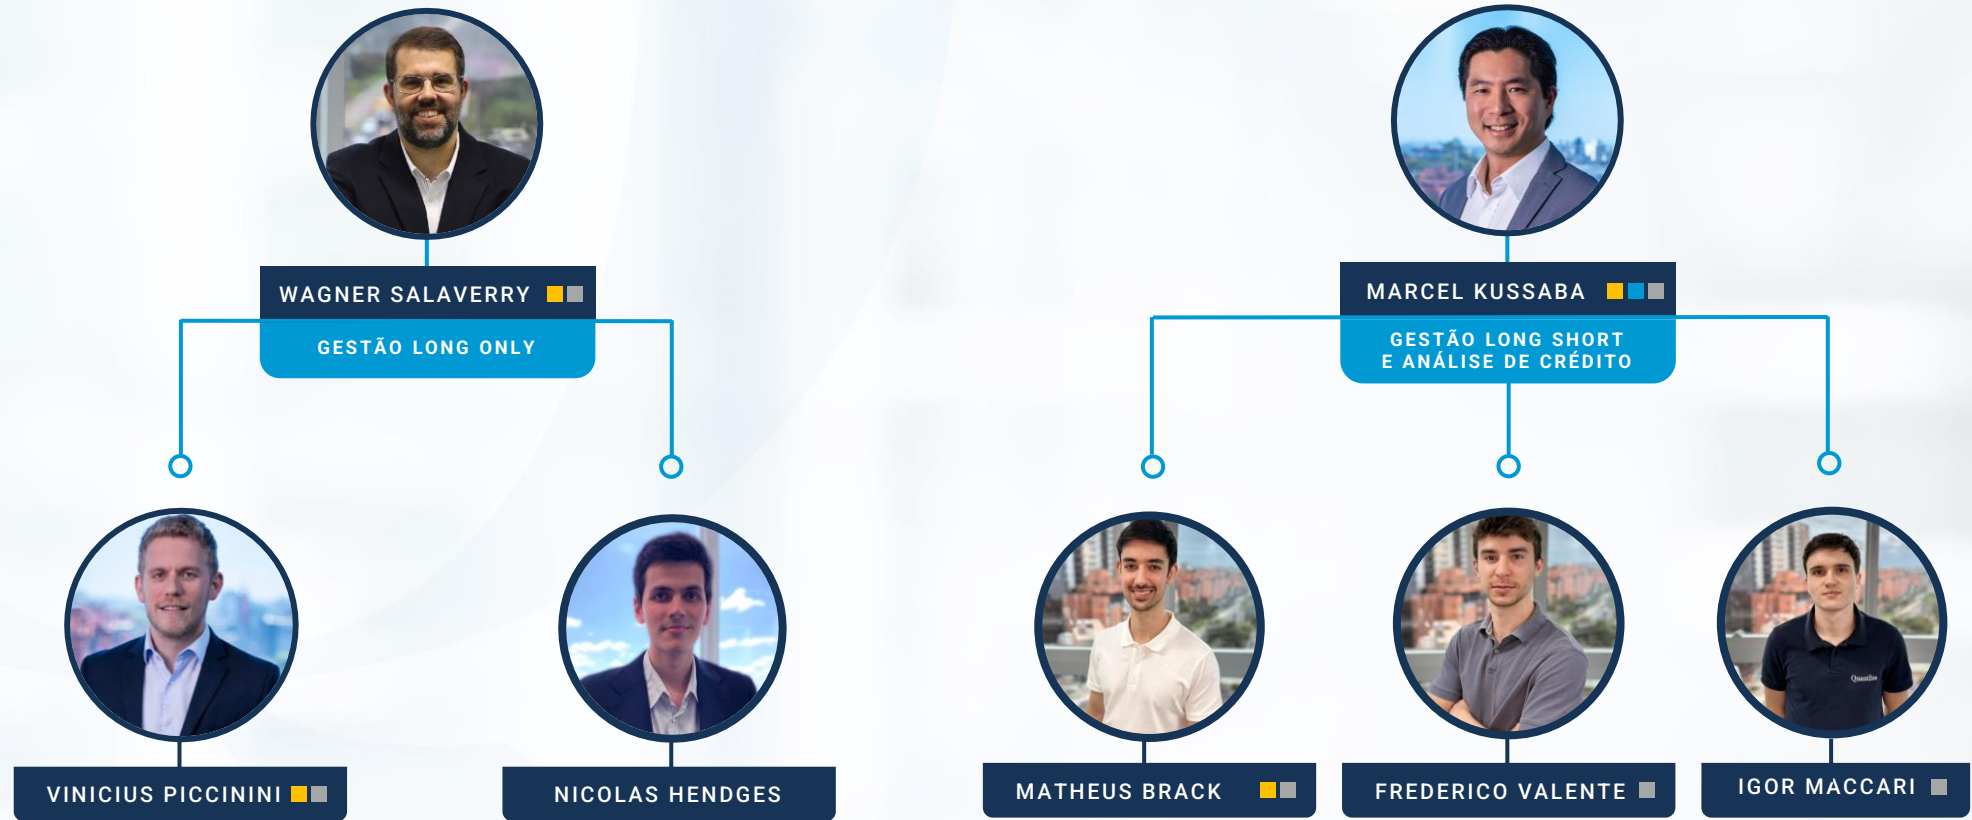 WAGNER SALAVERRY
GESTÃO LONG ONLY
MARCEL KUSSABA
GESTÃO LONG SHORT
E ANÁLISE DE CRÉDITO
VINICIUS PICCININI
NICOLAS HENDGES
MATHEUS BRACK
FREDERICO VALENTE
IGOR MACCARI